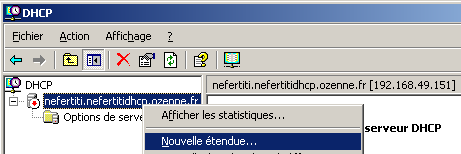 DHCP
Fichier Action Affichage ?
DHCP
nefertiti.nefertitidhcp.ozenne.fr
nefertiti.nefertitidhcp.ozenne.fr [192.168.49.151]
Options de serve
Afficher les statistiques...
serveur DHCP
Nouvelle étendue...